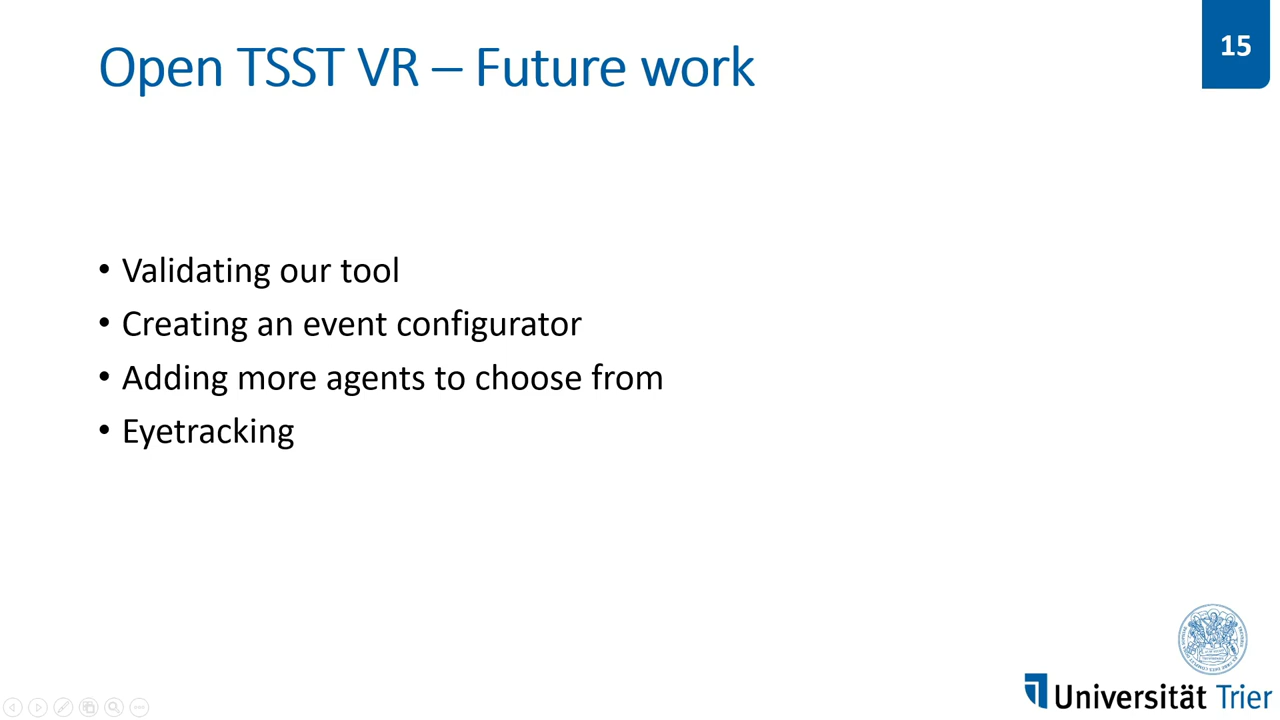 Open TSST VR – Future work
15
• Validating our tool
• Creating an event configurator
• Adding more agents to choose from
• Eyetracking
Universität Trier